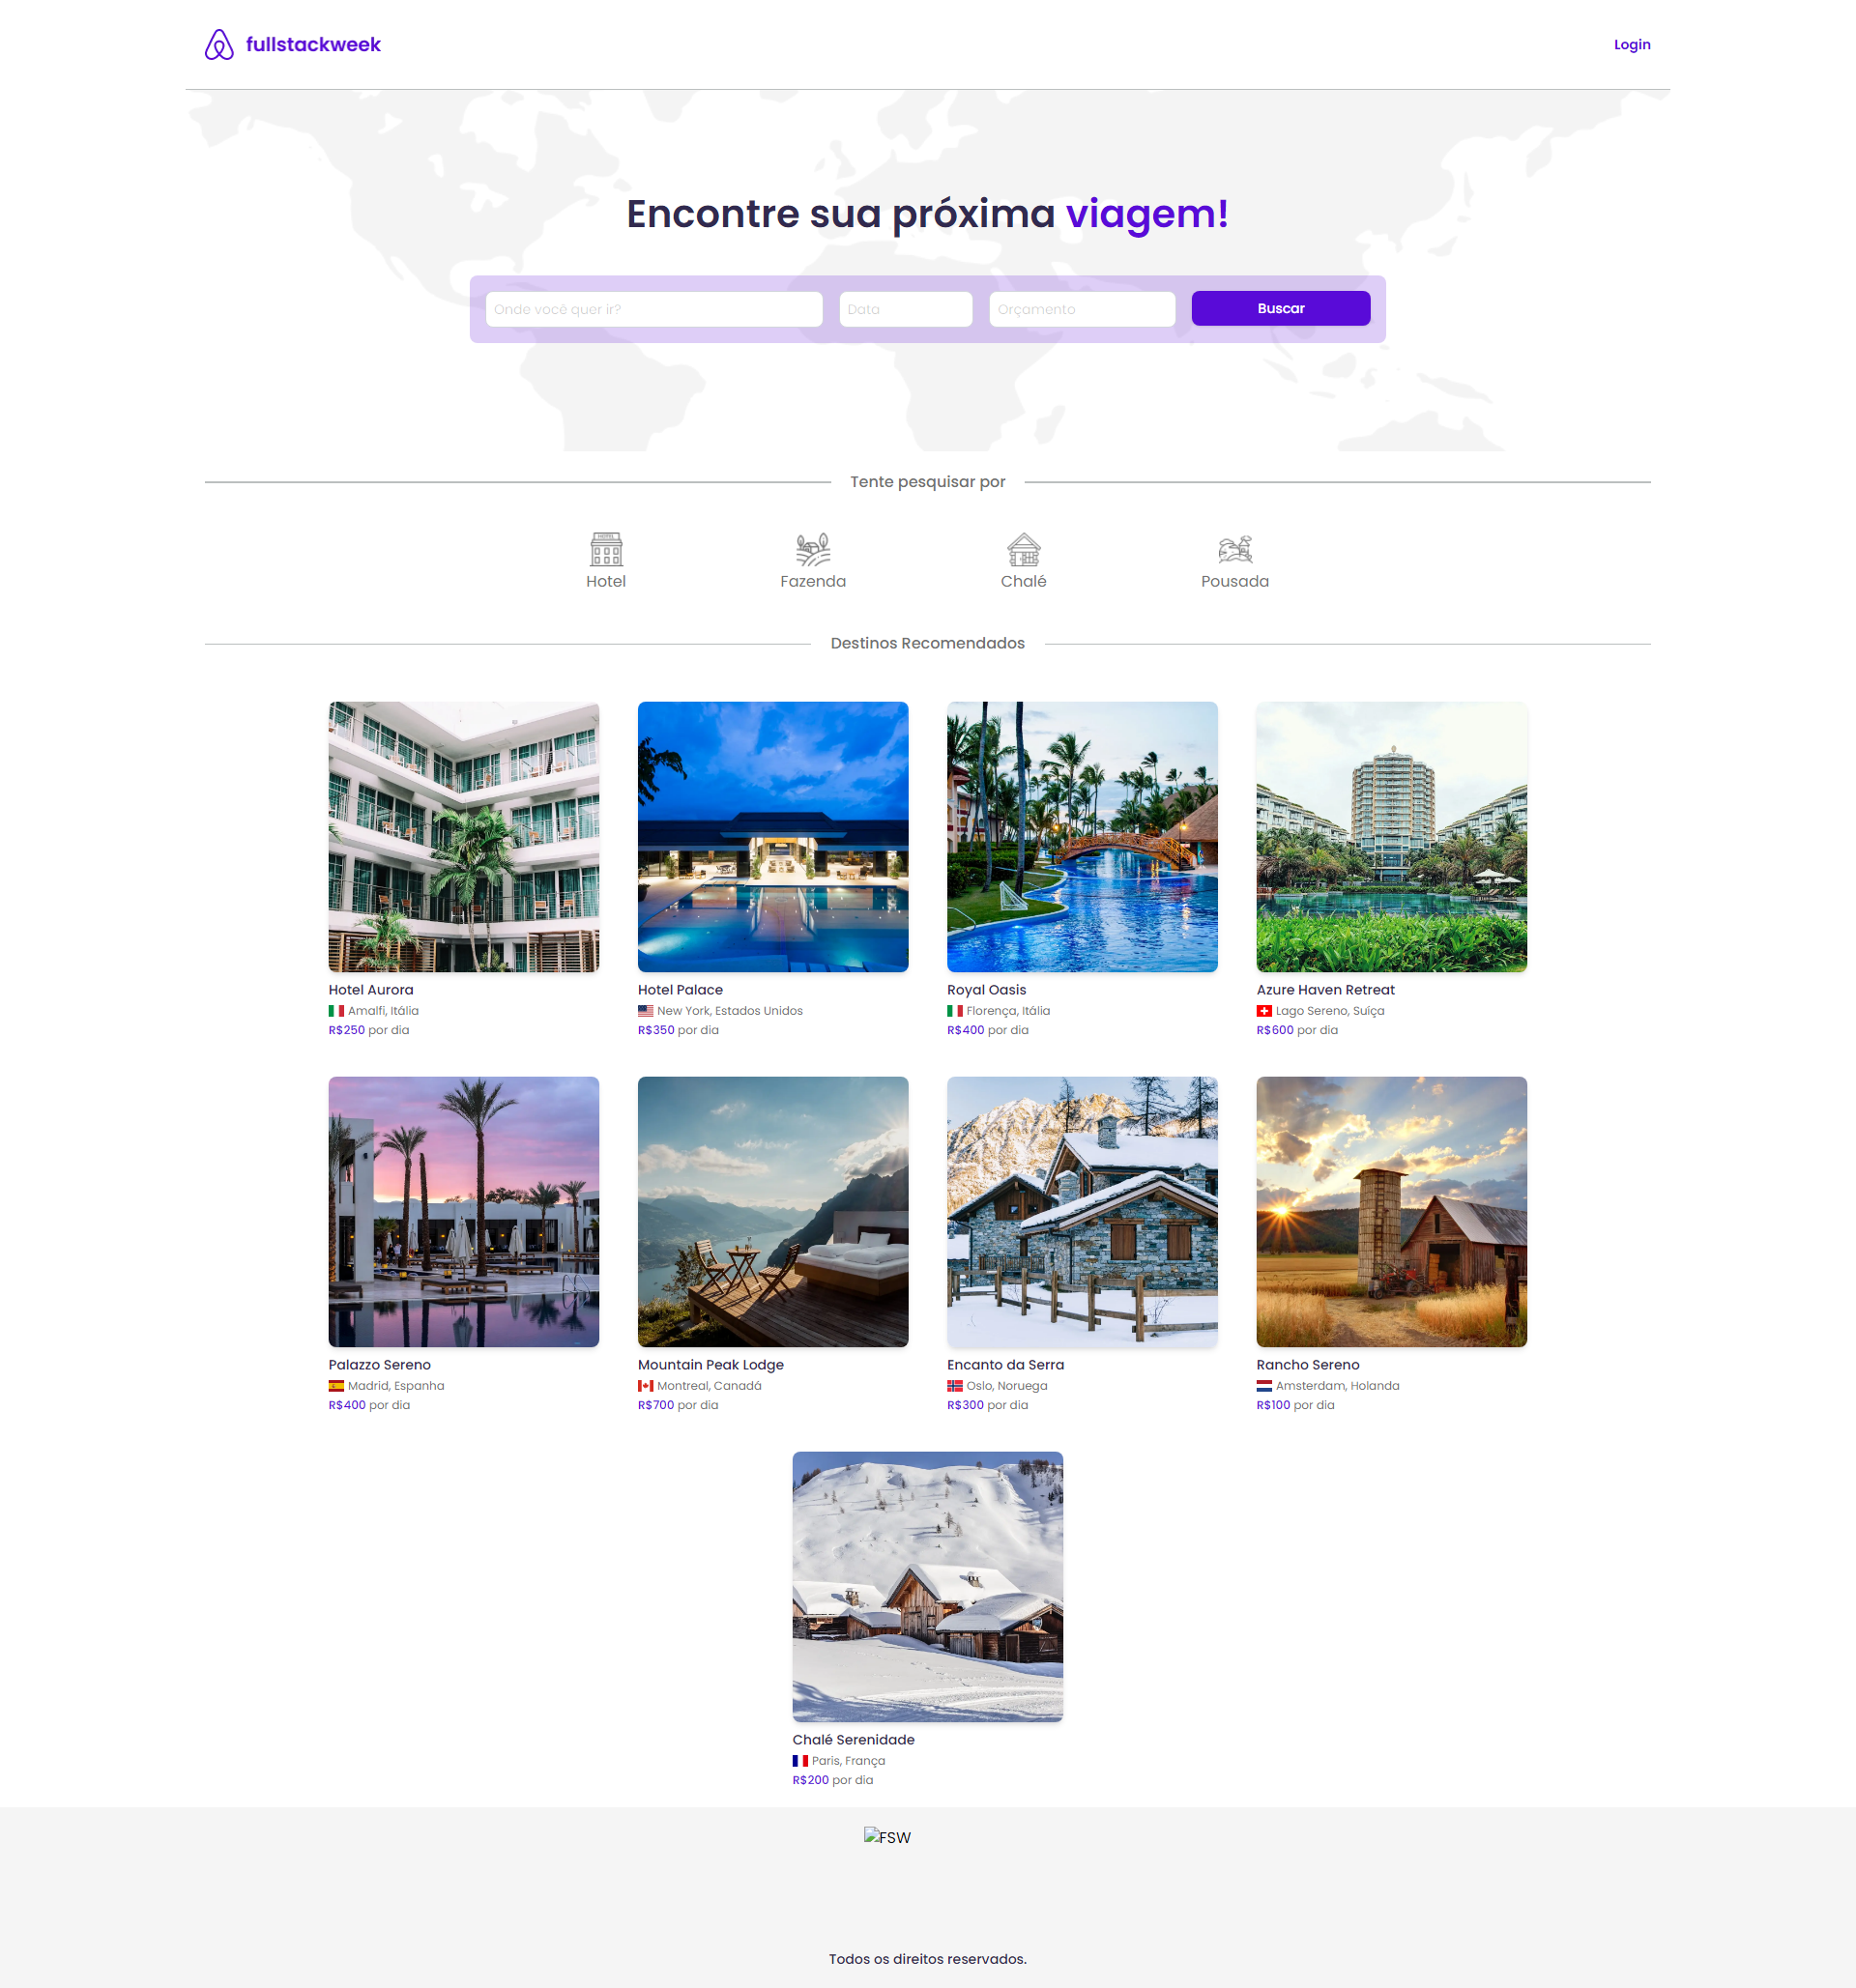 fullstackweek
Login
Encontre sua próxima viagem!
Onde você quer ir?
Data
Orçamento
Buscar
Tente pesquisar por
HOTEL
Hotel
Fazenda
Chalé
Pousada
Destinos Recomendados
Hotel Aurora
Amalfi, Itália
R$250 por dia
Hotel Palace
New York, Estados Unidos
R$350 por dia
Royal Oasis
Florença, Itália
R$400 por dia
Azure Haven Retreat
Lago Sereno, Suíça
R$600 por dia
Palazzo Sereno
Madrid, Espanha
R$400 por dia
Mountain Peak Lodge
Montreal, Canadá
R$700 por dia
Encanto da Serra
Oslo, Noruega
R$300 por dia
Rancho Sereno
Amsterdam, Holanda
R$100 por dia
Chalé Serenidade
Paris, França
R$200 por dia
FSW
Todos os direitos reservados.